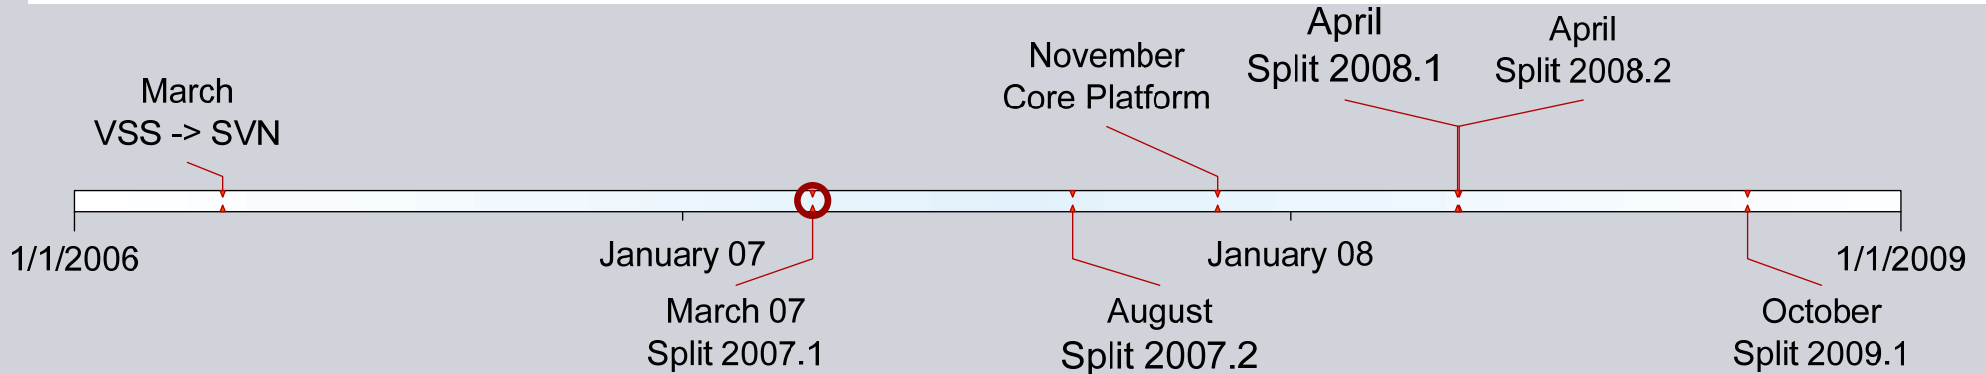 March
VSS -> SVN
November
Core Platform
April
Split 2008.1
April
Split 2008.2
1/1/2006
January 07
January 08
1/1/2009
March 07
Split 2007.1
August
Split 2007.2
October
Split 2009.1